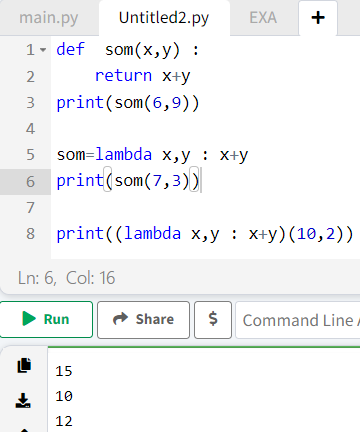 main.py Untitled2.py EXA +
1 def  som(x,y) :
2     return x+y
3 print(som(6,9))
4
5 som=lambda x,y : x+y
6 print(som(7,3))
7
8 print((lambda x,y : x+y)(10,2))
Ln: 6,  Col: 16
Run Share $ Command Line
15
10
12